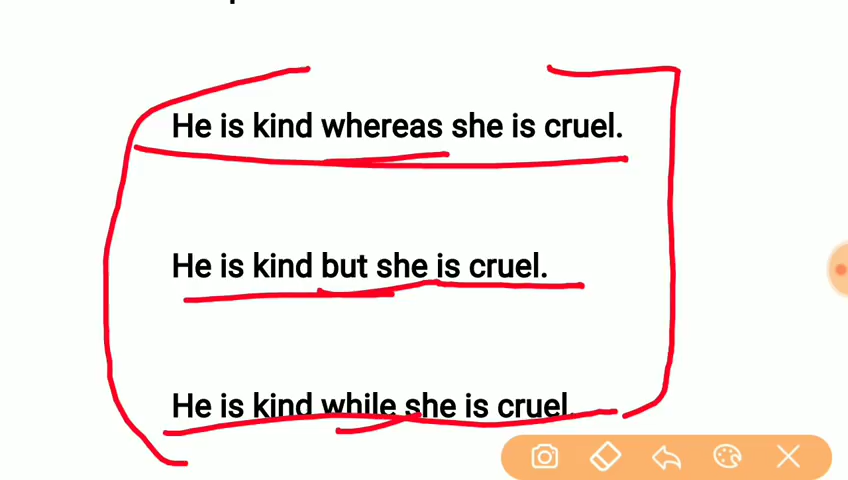 He is kind whereas she is cruel.
He is kind but she is cruel.
He is kind while she is cruel.